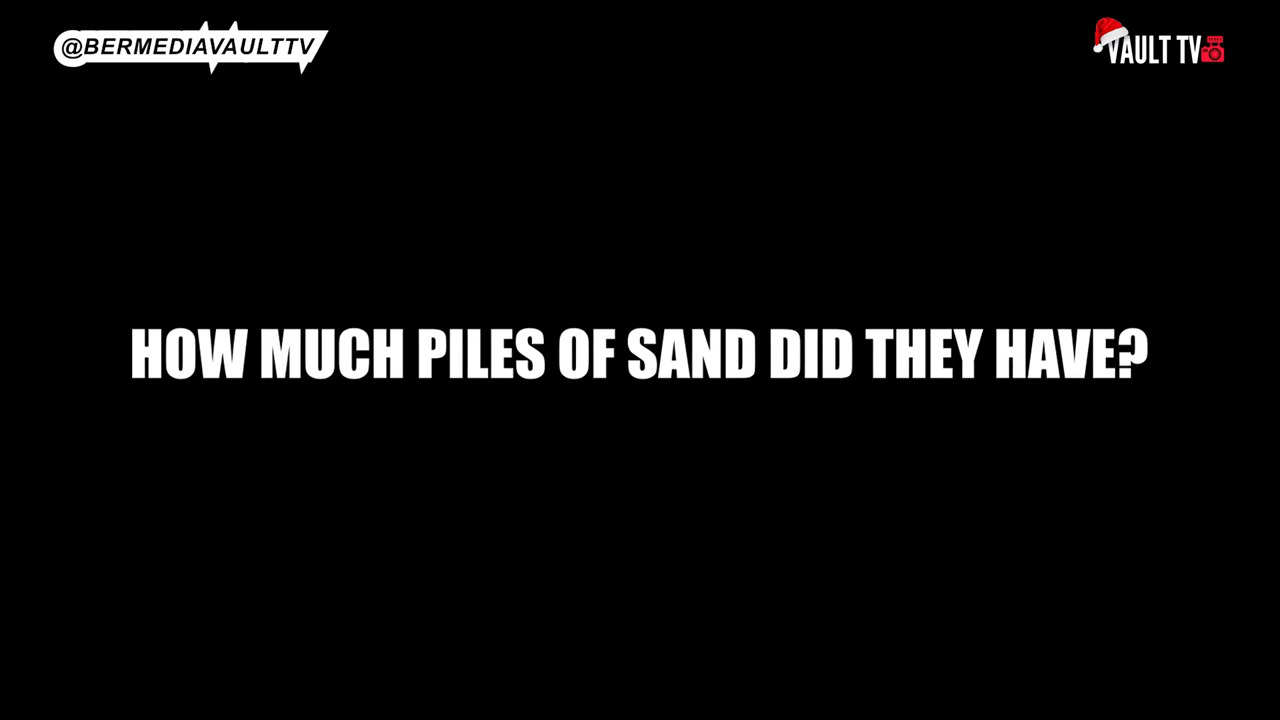 @BERMEDIAVAULTTV
VAULT TV
HOW MUCH PILES OF SAND DID THEY HAVE?